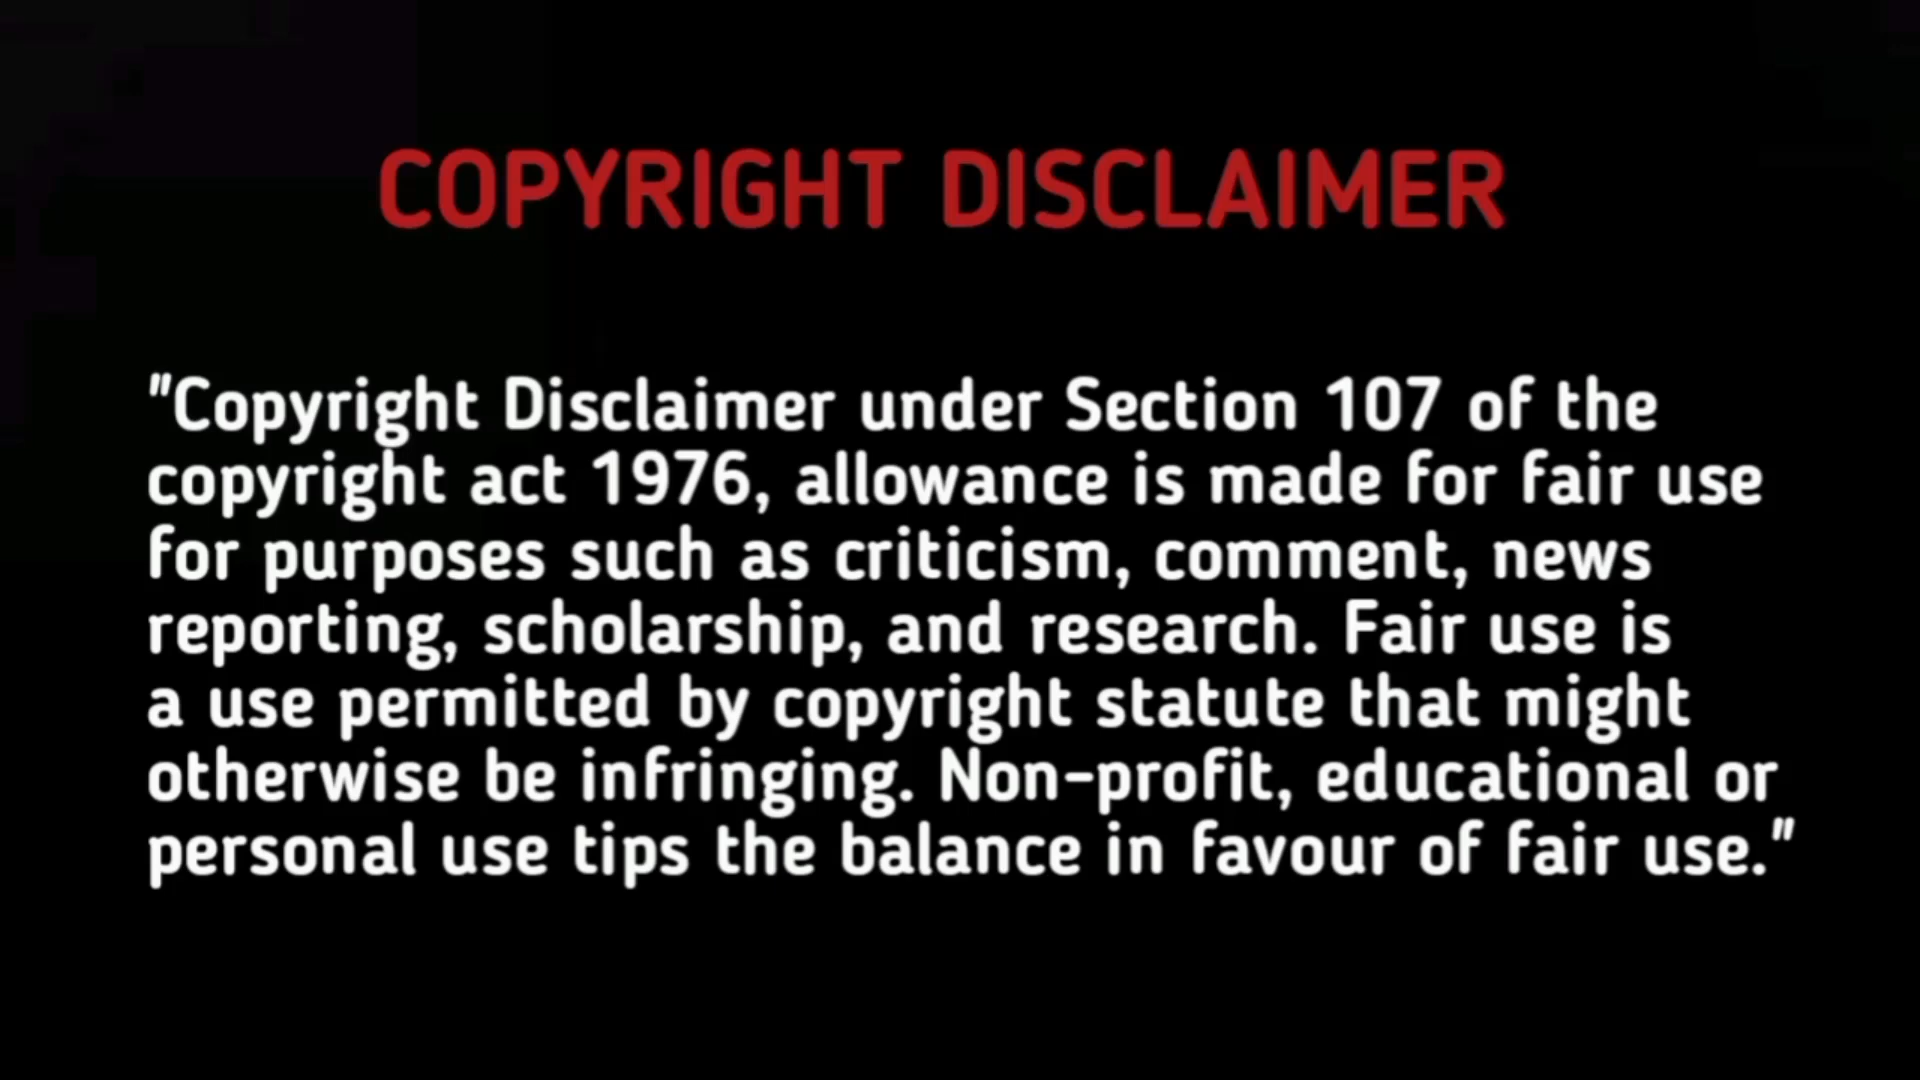 COPYRIGHT DISCLAIMER
"Copyright Disclaimer under Section 107 of the
copyright act 1976, allowance is made for fair use
for purposes such as criticism, comment, news
reporting, scholarship, and research. Fair use is
a use permitted by copyright statute that might
otherwise be infringing. Non-profit, educational or
personal use tips the balance in favour of fair use."